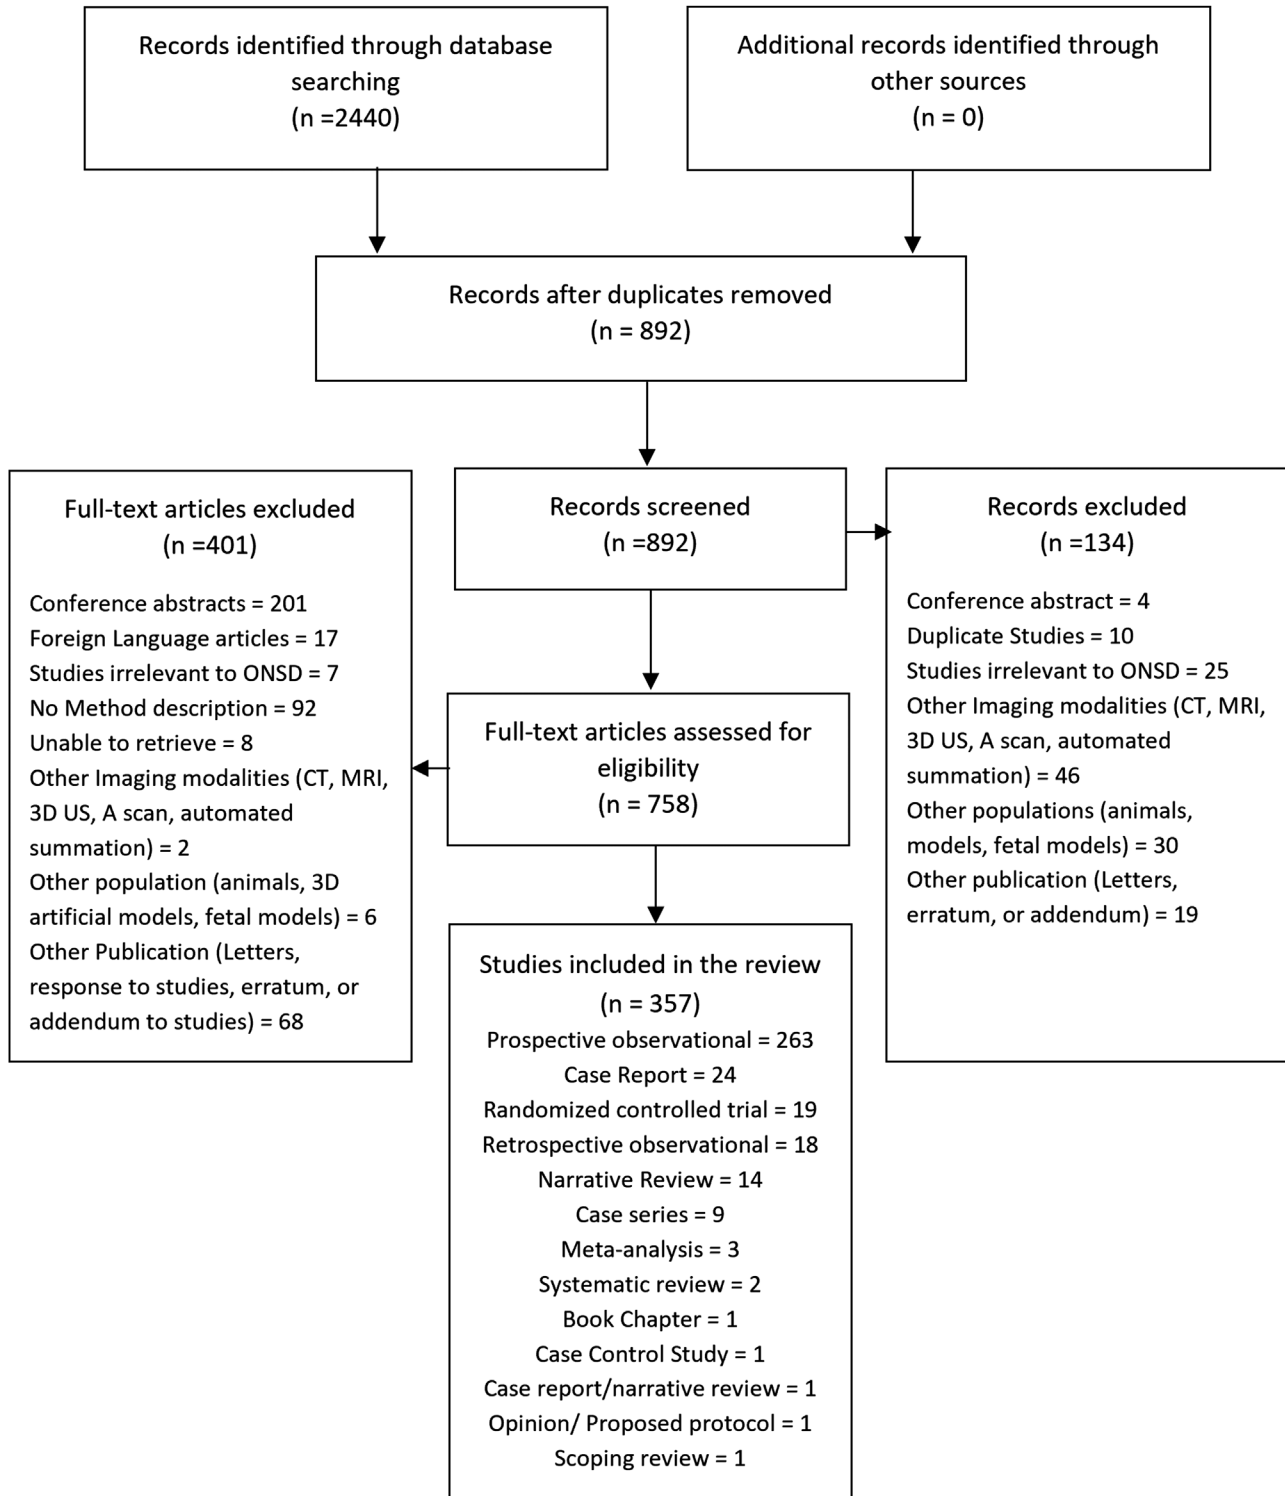 Records identified through database
searching
(n =2440)
Additional records identified through
other sources
(n = 0)
Records after duplicates removed
(n = 892)
Records screened
(n =892)
Records excluded
(n =134)
Conference abstract = 4
Duplicate Studies = 10
Studies irrelevant to ONSD = 25
Other Imaging modalities (CT, MRI,
3D US, A scan, automated
summation) = 46
Other populations (animals,
models, fetal models) = 30
Other publication (Letters,
erratum, or addendum) = 19
Full-text articles assessed for
eligibility
(n = 758)
Full-text articles excluded
(n =401)
Conference abstracts = 201
Foreign Language articles = 17
Studies irrelevant to ONSD = 7
No Method description = 92
Unable to retrieve = 8
Other Imaging modalities (CT, MRI,
3D US, A scan, automated
summation) = 2
Other population (animals, 3D
artificial models, fetal models) = 6
Other Publication (Letters,
response to studies, erratum, or
addendum to studies) = 68
Studies included in the review
(n = 357)
Prospective observational = 263
Case Report = 24
Randomized controlled trial = 19
Retrospective observational = 18
Narrative Review = 14
Case series = 9
Meta-analysis = 3
Systematic review = 2
Book Chapter = 1
Case Control Study = 1
Case report/narrative review = 1
Opinion/ Proposed protocol = 1
Scoping review = 1